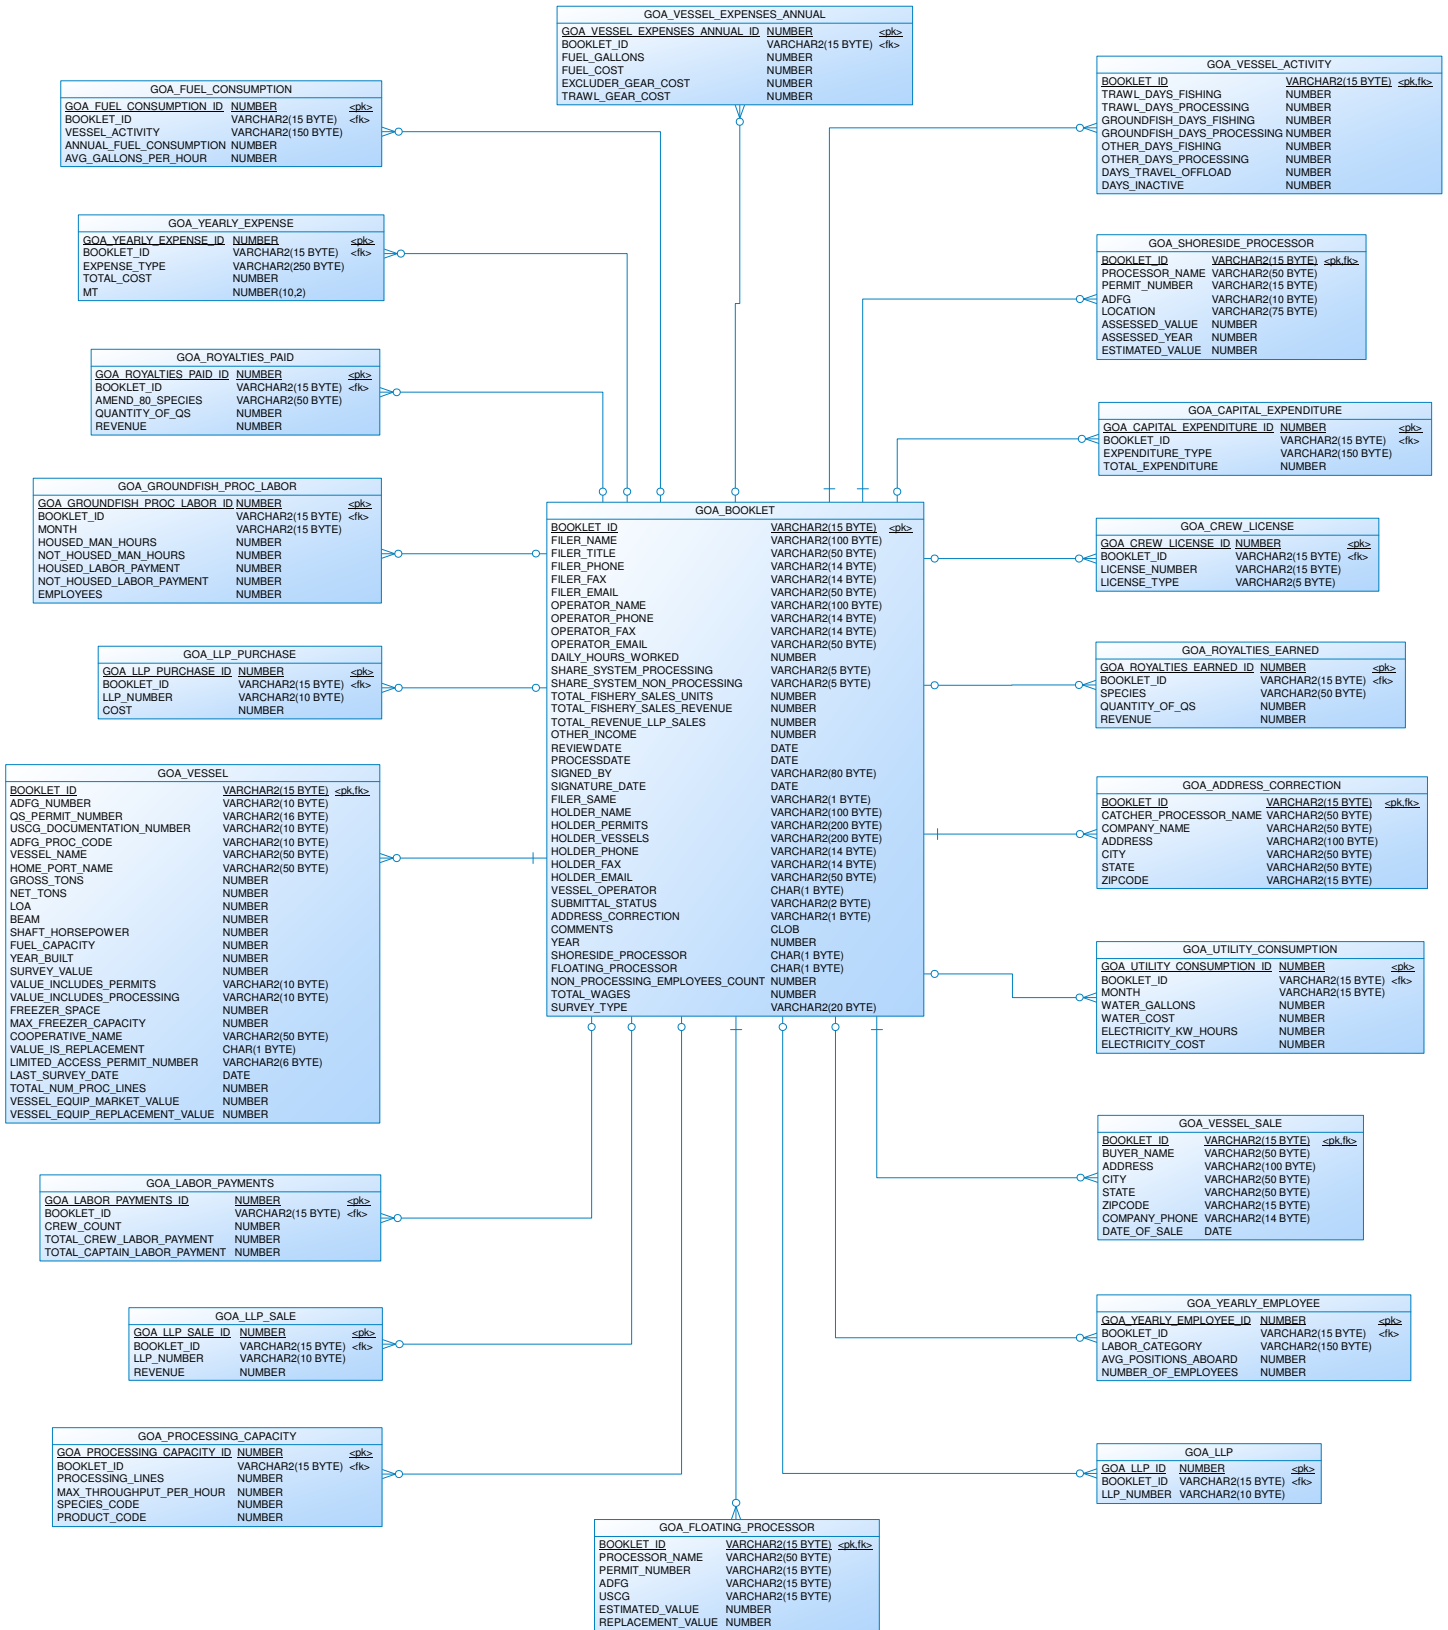 GOA_VESSEL_EXPENSES_ANNUAL
GOA_VESSEL_EXPENSES_ANNUAL_ID NUMBER <pk>
BOOKLET_ID VARCHAR2(15 BYTE) <fk>
FUEL_GALLONS NUMBER
FUEL_COST NUMBER
EXCLUDER_GEAR_COST NUMBER
TRAWL_GEAR_COST NUMBER
GOA_FUEL_CONSUMPTION
GOA_FUEL_CONSUMPTION_ID NUMBER <pk>
BOOKLET_ID VARCHAR2(15 BYTE) <fk>
VESSEL_ACTIVITY VARCHAR2(150 BYTE)
ANNUAL_FUEL_CONSUMPTION NUMBER
AVG_GALLONS_PER_HOUR NUMBER
GOA_YEARLY_EXPENSE
GOA_YEARLY_EXPENSE_ID NUMBER <pk>
BOOKLET_ID VARCHAR2(15 BYTE) <fk>
EXPENSE_TYPE VARCHAR2(250 BYTE)
TOTAL_COST NUMBER
MT NUMBER(10,2)
GOA_ROYALTIES_PAID
GOA_ROYALTIES_PAID_ID NUMBER <pk>
BOOKLET_ID VARCHAR2(15 BYTE) <fk>
AMEND_80_SPECIES VARCHAR2(50 BYTE)
QUANTITY_OF_QS NUMBER
REVENUE NUMBER
GOA_GROUNDFISH_PROC_LABOR
GOA_GROUNDFISH_PROC_LABOR_ID NUMBER <pk>
BOOKLET_ID VARCHAR2(15 BYTE) <fk>
MONTH VARCHAR2(15 BYTE)
HOUSED_MAN_HOURS NUMBER
NOT_HOUSED_MAN_HOURS NUMBER
HOUSED_LABOR_PAYMENT NUMBER
NOT_HOUSED_LABOR_PAYMENT NUMBER
EMPLOYEES NUMBER
GOA_LLP_PURCHASE
GOA_LLP_PURCHASE_ID NUMBER <pk>
BOOKLET_ID VARCHAR2(15 BYTE) <fk>
LLP_NUMBER VARCHAR2(10 BYTE)
COST NUMBER
GOA_VESSEL
BOOKLET_ID VARCHAR2(15 BYTE) <pk,fk>
ADFG_NUMBER VARCHAR2(10 BYTE)
QS_PERMIT_NUMBER VARCHAR2(16 BYTE)
USCG_DOCUMENTATION_NUMBER VARCHAR2(10 BYTE)
ADFG_PROC_CODE VARCHAR2(10 BYTE)
VESSEL_NAME VARCHAR2(50 BYTE)
HOME_PORT_NAME VARCHAR2(50 BYTE)
GROSS_TONS NUMBER
NET_TONS NUMBER
LOA NUMBER
BEAM NUMBER
SHAFT_HORSEPOWER NUMBER
FUEL_CAPACITY NUMBER
YEAR_BUILT NUMBER
SURVEY_VALUE NUMBER
VALUE_INCLUDES_PERMITS VARCHAR2(10 BYTE)
VALUE_INCLUDES_PROCESSING VARCHAR2(10 BYTE)
FREEZER_SPACE NUMBER
MAX_FREEZER_CAPACITY NUMBER
COOPERATIVE_NAME VARCHAR2(50 BYTE)
VALUE_IS_REPLACEMENT CHAR(1 BYTE)
LIMITED_ACCESS_PERMIT_NUMBER VARCHAR2(6 BYTE)
LAST_SURVEY_DATE DATE
TOTAL_NUM_PROC_LINES NUMBER
VESSEL_EQUIP_MARKET_VALUE NUMBER
VESSEL_EQUIP_REPLACEMENT_VALUE NUMBER
GOA_LABOR_PAYMENTS
GOA_LABOR_PAYMENTS_ID NUMBER <pk>
BOOKLET_ID VARCHAR2(15 BYTE) <fk>
CREW_COUNT NUMBER
TOTAL_CREW_LABOR_PAYMENT NUMBER
TOTAL_CAPTAIN_LABOR_PAYMENT NUMBER
GOA_LLP_SALE
GOA_LLP_SALE_ID NUMBER <pk>
BOOKLET_ID VARCHAR2(15 BYTE) <fk>
LLP_NUMBER VARCHAR2(10 BYTE)
REVENUE NUMBER
GOA_PROCESSING_CAPACITY
GOA_PROCESSING_CAPACITY_ID NUMBER <pk>
BOOKLET_ID VARCHAR2(15 BYTE) <fk>
PROCESSING_LINES NUMBER
MAX_THROUGHPUT_PER_HOUR NUMBER
SPECIES_CODE NUMBER
PRODUCT_CODE NUMBER
GOA_BOOKLET
BOOKLET_ID VARCHAR2(15 BYTE) <pk>
FILER_NAME VARCHAR2(100 BYTE)
FILER_TITLE VARCHAR2(50 BYTE)
FILER_PHONE VARCHAR2(14 BYTE)
FILER_FAX VARCHAR2(14 BYTE)
FILER_EMAIL VARCHAR2(50 BYTE)
OPERATOR_NAME VARCHAR2(100 BYTE)
OPERATOR_PHONE VARCHAR2(14 BYTE)
OPERATOR_FAX VARCHAR2(14 BYTE)
OPERATOR_EMAIL VARCHAR2(50 BYTE)
DAILY_HOURS_WORKED NUMBER
SHARE_SYSTEM_PROCESSING VARCHAR2(5 BYTE)
SHARE_SYSTEM_NON_PROCESSING VARCHAR2(5 BYTE)
TOTAL_FISHERY_SALES_UNITS NUMBER
TOTAL_FISHERY_SALES_REVENUE NUMBER
TOTAL_REVENUE_LLP_SALES NUMBER
OTHER_INCOME NUMBER
REVIEWDATE DATE
PROCESSDATE DATE
SIGNED_BY VARCHAR2(80 BYTE)
SIGNATURE_DATE DATE
FILER_SAME VARCHAR2(1 BYTE)
HOLDER_NAME VARCHAR2(100 BYTE)
HOLDER_PERMITS VARCHAR2(200 BYTE)
HOLDER_VESSELS VARCHAR2(200 BYTE)
HOLDER_PHONE VARCHAR2(14 BYTE)
HOLDER_FAX VARCHAR2(14 BYTE)
HOLDER_EMAIL VARCHAR2(50 BYTE)
VESSEL_OPERATOR CHAR(1 BYTE)
SUBMITTAL_STATUS VARCHAR2(2 BYTE)
ADDRESS_CORRECTION VARCHAR2(1 BYTE)
COMMENTS CLOB
YEAR NUMBER
SHORESIDE_PROCESSOR CHAR(1 BYTE)
FLOATING_PROCESSOR CHAR(1 BYTE)
NON_PROCESSING_EMPLOYEES_COUNT NUMBER
TOTAL_WAGES NUMBER
SURVEY_TYPE VARCHAR2(20 BYTE)
GOA_FLOATING_PROCESSOR
BOOKLET_ID VARCHAR2(15 BYTE) <pk,fk>
PROCESSOR_NAME VARCHAR2(50 BYTE)
PERMIT_NUMBER VARCHAR2(15 BYTE)
ADFG VARCHAR2(15 BYTE)
USCG VARCHAR2(15 BYTE)
ESTIMATED_VALUE NUMBER
REPLACEMENT_VALUE NUMBER
GOA_VESSEL_ACTIVITY
BOOKLET_ID VARCHAR2(15 BYTE) <pk,fk>
TRAWL_DAYS_FISHING NUMBER
TRAWL_DAYS_PROCESSING NUMBER
GROUNDFISH_DAYS_FISHING NUMBER
GROUNDFISH_DAYS_PROCESSING NUMBER
OTHER_DAYS_FISHING NUMBER
OTHER_DAYS_PROCESSING NUMBER
DAYS_TRAVEL_OFFLOAD NUMBER
DAYS_INACTIVE NUMBER
GOA_SHORESIDE_PROCESSOR
BOOKLET_ID VARCHAR2(15 BYTE) <pk,fk>
PROCESSOR_NAME VARCHAR2(50 BYTE)
PERMIT_NUMBER VARCHAR2(15 BYTE)
ADFG VARCHAR2(10 BYTE)
LOCATION VARCHAR2(75 BYTE)
ASSESSED_VALUE NUMBER
ASSESSED_YEAR NUMBER
ESTIMATED_VALUE NUMBER
GOA_CAPITAL_EXPENDITURE
GOA_CAPITAL_EXPENDITURE_ID NUMBER <pk>
BOOKLET_ID VARCHAR2(15 BYTE) <fk>
EXPENDITURE_TYPE VARCHAR2(150 BYTE)
TOTAL_EXPENDITURE NUMBER
GOA_CREW_LICENSE
GOA_CREW_LICENSE_ID NUMBER <pk>
BOOKLET_ID VARCHAR2(15 BYTE) <fk>
LICENSE_NUMBER VARCHAR2(15 BYTE)
LICENSE_TYPE VARCHAR2(5 BYTE)
GOA_ROYALTIES_EARNED
GOA_ROYALTIES_EARNED_ID NUMBER <pk>
BOOKLET_ID VARCHAR2(15 BYTE) <fk>
SPECIES VARCHAR2(50 BYTE)
QUANTITY_OF_QS NUMBER
REVENUE NUMBER
GOA_ADDRESS_CORRECTION
BOOKLET_ID VARCHAR2(15 BYTE) <pk,fk>
CATCHER_PROCESSOR_NAME VARCHAR2(50 BYTE)
COMPANY_NAME VARCHAR2(50 BYTE)
ADDRESS VARCHAR2(100 BYTE)
CITY VARCHAR2(50 BYTE)
STATE VARCHAR2(50 BYTE)
ZIPCODE VARCHAR2(15 BYTE)
GOA_UTILITY_CONSUMPTION
GOA_UTILITY_CONSUMPTION_ID NUMBER <pk>
BOOKLET_ID VARCHAR2(15 BYTE) <fk>
MONTH VARCHAR2(15 BYTE)
WATER_GALLONS NUMBER
WATER_COST NUMBER
ELECTRICITY_KW_HOURS NUMBER
ELECTRICITY_COST NUMBER
GOA_VESSEL_SALE
BOOKLET_ID VARCHAR2(15 BYTE) <pk,fk>
BUYER_NAME VARCHAR2(50 BYTE)
ADDRESS VARCHAR2(100 BYTE)
CITY VARCHAR2(50 BYTE)
STATE VARCHAR2(50 BYTE)
ZIPCODE VARCHAR2(15 BYTE)
COMPANY_PHONE VARCHAR2(14 BYTE)
DATE_OF_SALE DATE
GOA_YEARLY_EMPLOYEE
GOA_YEARLY_EMPLOYEE_ID NUMBER <pk>
BOOKLET_ID VARCHAR2(15 BYTE) <fk>
LABOR_CATEGORY VARCHAR2(150 BYTE)
AVG_POSITIONS_ABOARD NUMBER
NUMBER_OF_EMPLOYEES NUMBER
GOA_LLP
GOA_LLP_ID NUMBER <pk>
BOOKLET_ID VARCHAR2(15 BYTE) <fk>
LLP_NUMBER VARCHAR2(10 BYTE)